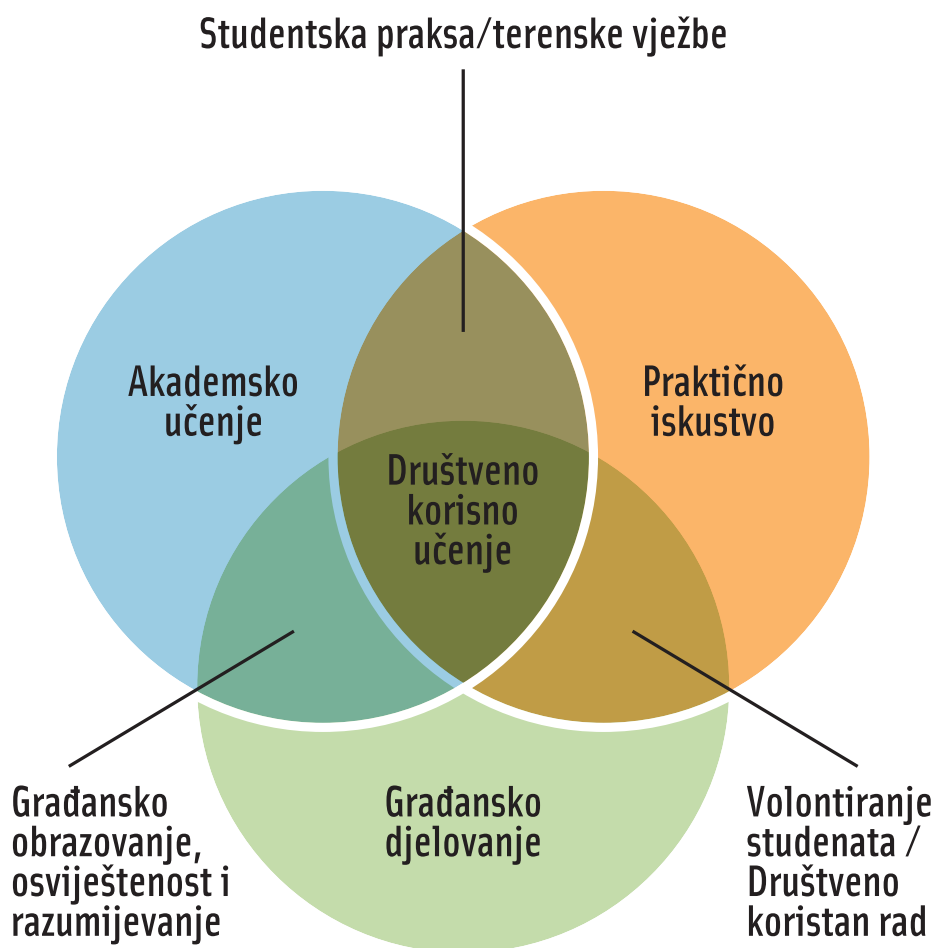 Studentska praksa/terenske vježbe
Akademsko
učenje
Praktično
iskustvo
Društveno
korisno
učenje
Građansko
obrazovanje,
osviještenost i
razumijevanje
Građansko
djelovanje
Volontiranje
studenata /
Društveno
koristan rad